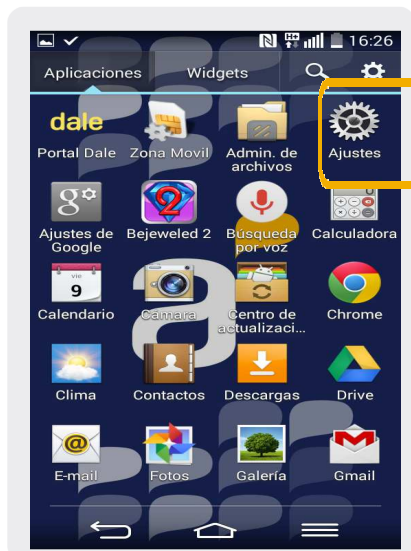 16:26
Aplicaciones Widgets
dale
Portal Dale Zona Movil Admin. de archivos Ajustes
g
2
Ajustes de Google Bejeweled 2 Búsqueda por voz Calculadora
vie
9
a
Calendario Cámara Centro de actualizaci... Chrome
Clima Contactos Descargas Drive
@
E-mail Fotos Galería Gmail